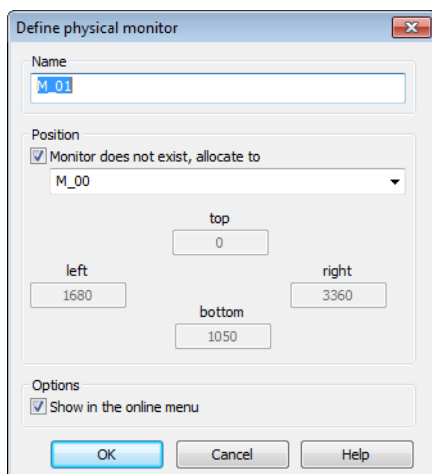 Define physical monitor
Name
M_01
Position
Monitor does not exist, allocate to
M_00
top
0
left
right
1680
3360
bottom
1050
Options
Show in the online menu
OK Cancel Help